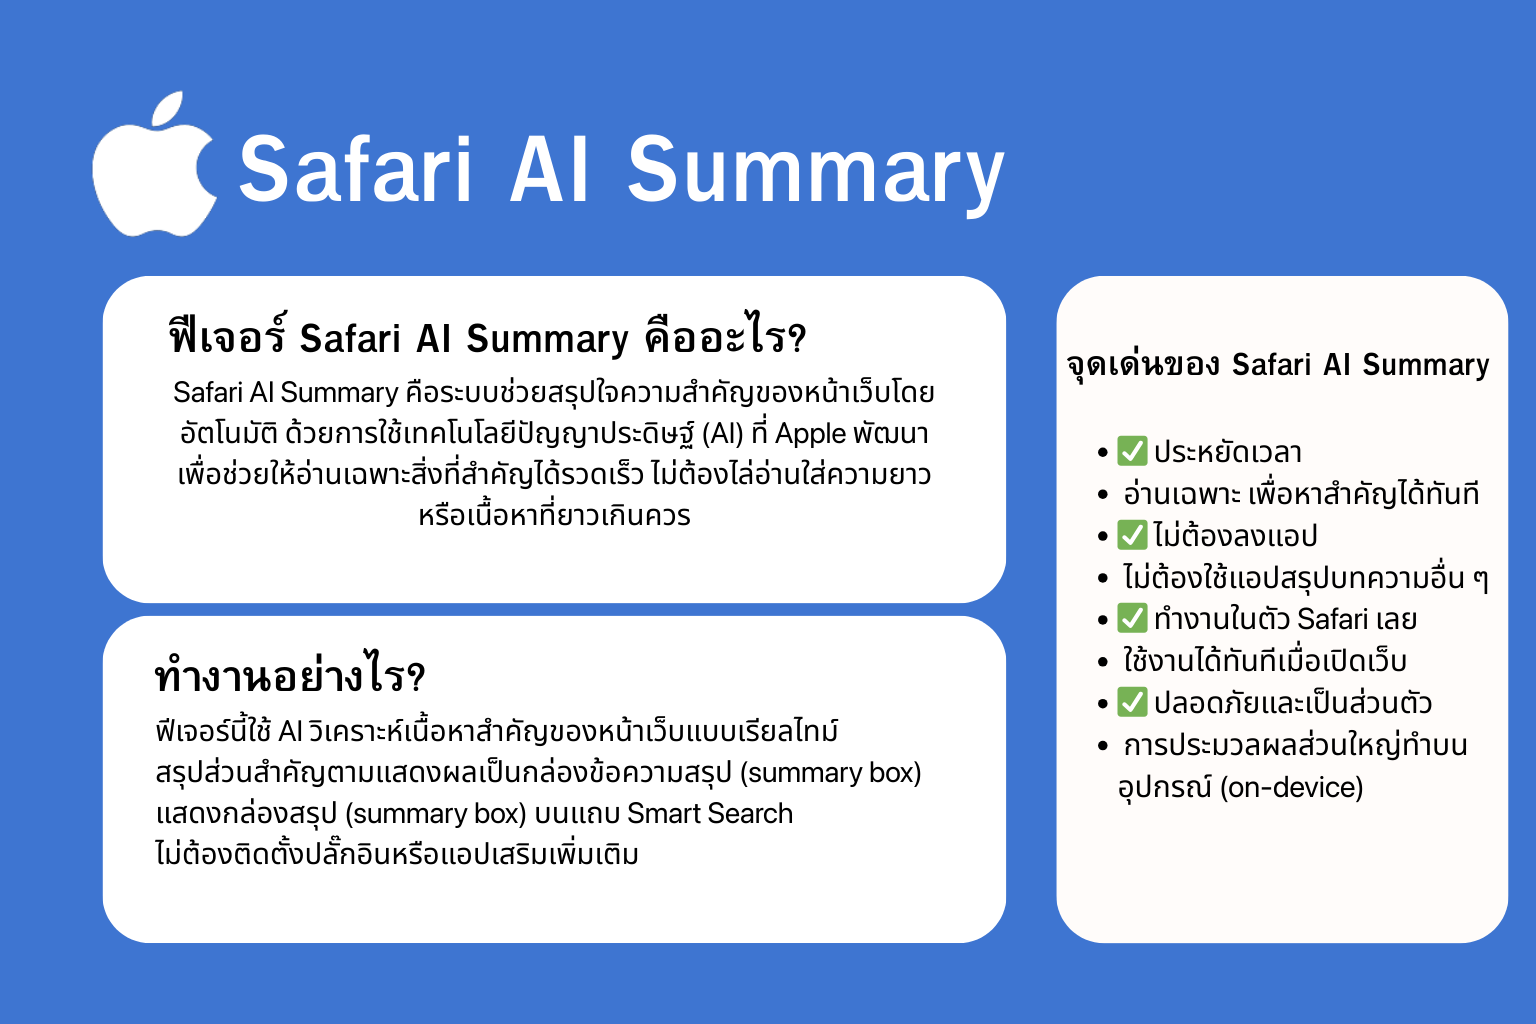 Safari AI Summary
ฟีเจอร์ Safari AI Summary คืออะไร?
Safari AI Summary คือระบบช่วยสรุปใจความสำคัญของหน้าเว็บโดย
อัตโนมัติ ด้วยการใช้เทคโนโลยีปัญญาประดิษฐ์ (AI) ที่ Apple พัฒนา
เพื่อช่วยให้อ่านเฉพาะสิ่งที่สำคัญได้รวดเร็ว ไม่ต้องไล่อ่านใส่ความยาว
หรือเนื้อหาที่ยาวเกินควร
ทำงานอย่างไร?
ฟีเจอร์นี้ใช้ AI วิเคราะห์เนื้อหาสำคัญของหน้าเว็บแบบเรียลไทม์
สรุปส่วนสำคัญตามแสดงผลเป็นกล่องข้อความสรุป (summary box)
แสดงกล่องสรุป (summary box) บนแถบ Smart Search
ไม่ต้องติดตั้งปลั๊กอินหรือแอปเสริมเพิ่มเติม
จุดเด่นของ Safari AI Summary
• ✅ ประหยัดเวลา
• อ่านเฉพาะ เพื่อหาสำคัญได้ทันที
• ✅ ไม่ต้องลงแอป
• ไม่ต้องใช้แอปสรุปบทความอื่น ๆ
• ✅ ทำงานในตัว Safari เลย
• ใช้งานได้ทันทีเมื่อเปิดเว็บ
• ✅ ปลอดภัยและเป็นส่วนตัว
• การประมวลผลส่วนใหญ่ทำบน
อุปกรณ์ (on-device)